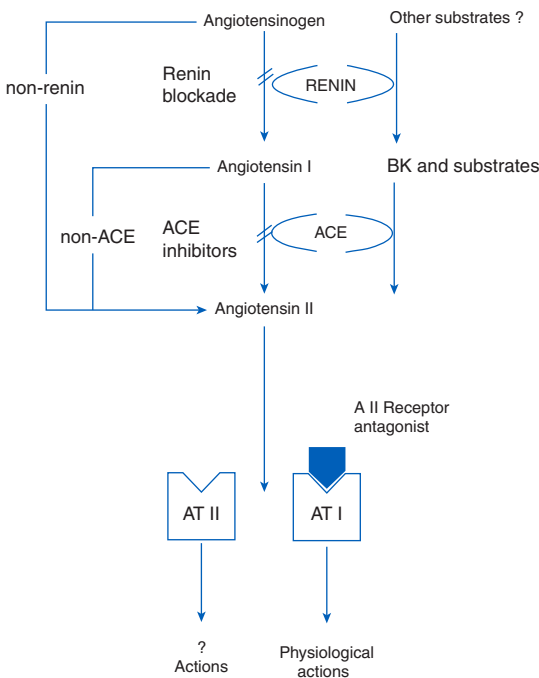 Angiotensinogen
Other substrates ?
non-renin
Renin
blockade
RENIN
Angiotensin I
BK and substrates
non-ACE
ACE
inhibitors
ACE
Angiotensin II
A II Receptor
antagonist
AT II
AT I
?
Actions
Physiological
actions